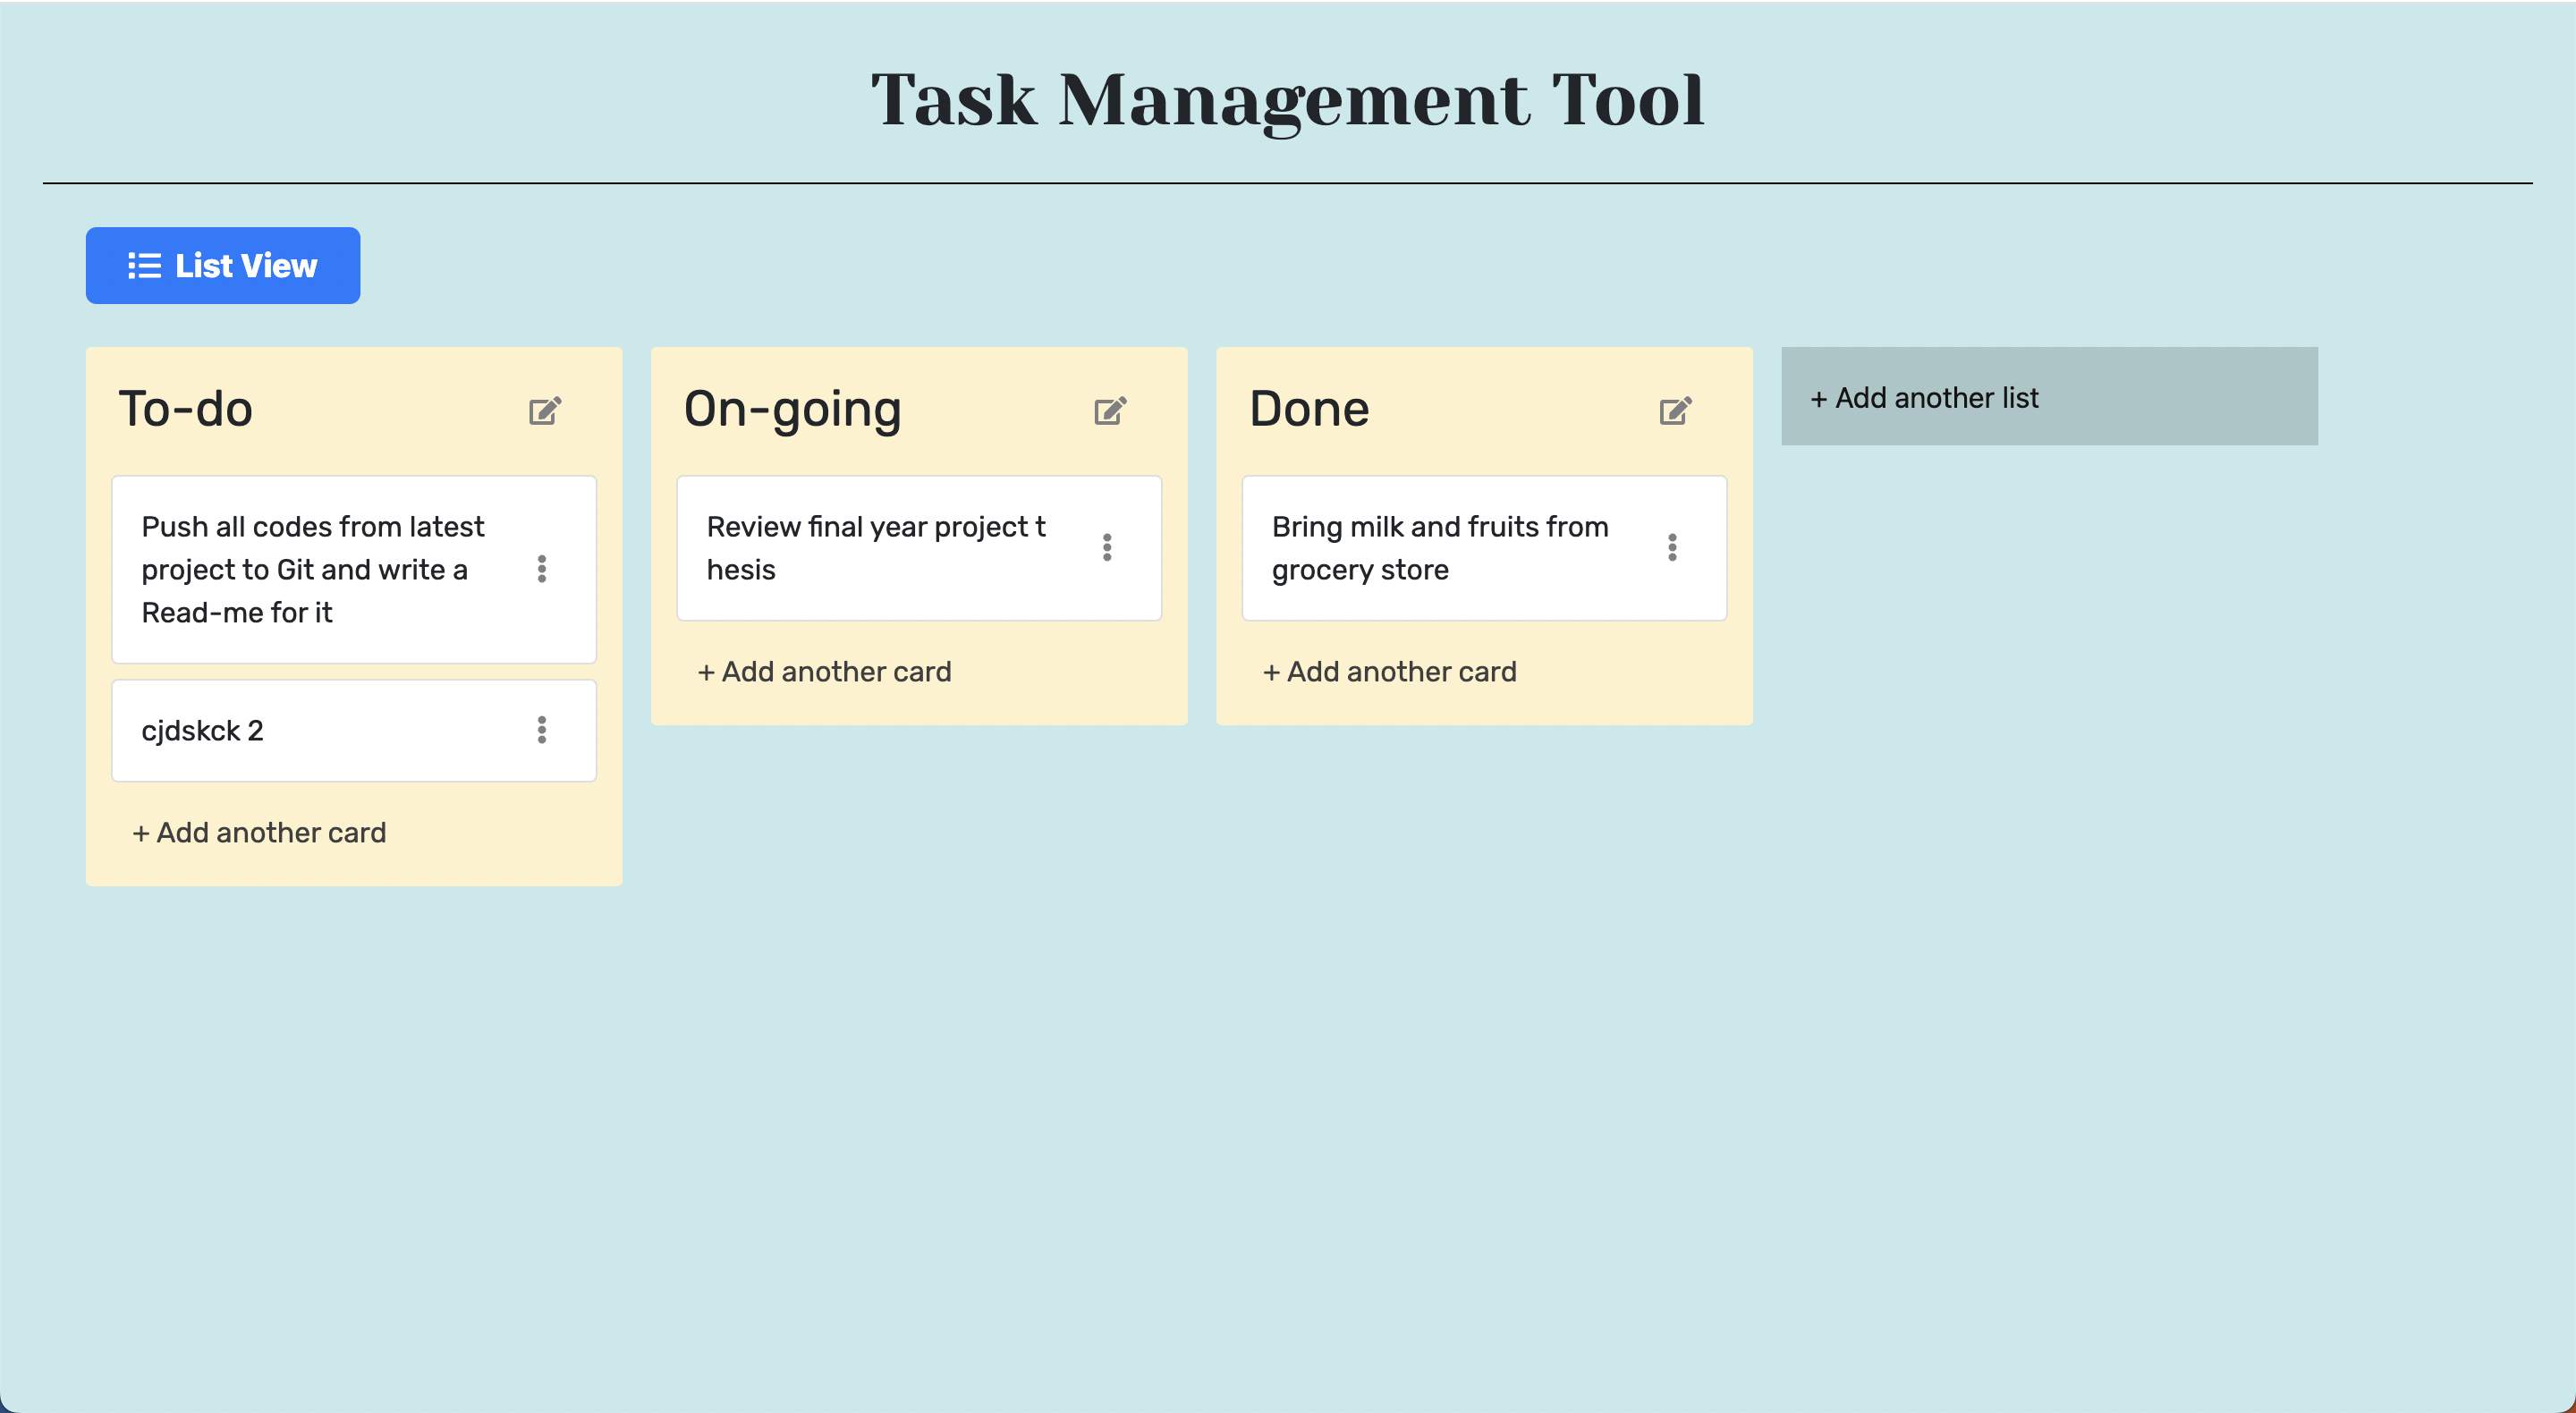 Task Management Tool
List View
To-do
Push all codes from latest
project to Git and write a
Read-me for it
cjdskck 2
+ Add another card
On-going
Review final year project t
hesis
+ Add another card
Done
Bring milk and fruits from
grocery store
+ Add another card
+ Add another list